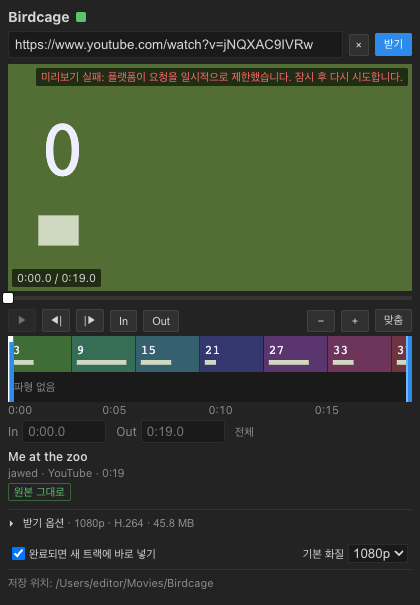 Birdcage
https://www.youtube.com/watch?v=jNQXAC9IVRw × 받기
미리보기 실패: 플랫폼이 요청을 일시적으로 제한했습니다. 잠시 후 다시 시도합니다.
0
0:00.0 / 0:19.0
In Out − + 맞춤
3 9 15 21 27 33 3
파형 없음
0:00 0:05 0:10 0:15
In 0:00.0 Out 0:19.0 전체
Me at the zoo
jawed · YouTube · 0:19
원본 그대로
받기 옵션 · 1080p · H.264 · 45.8 MB
완료되면 새 트랙에 바로 넣기 기본 화질 1080p
저장 위치: /Users/editor/Movies/Birdcage